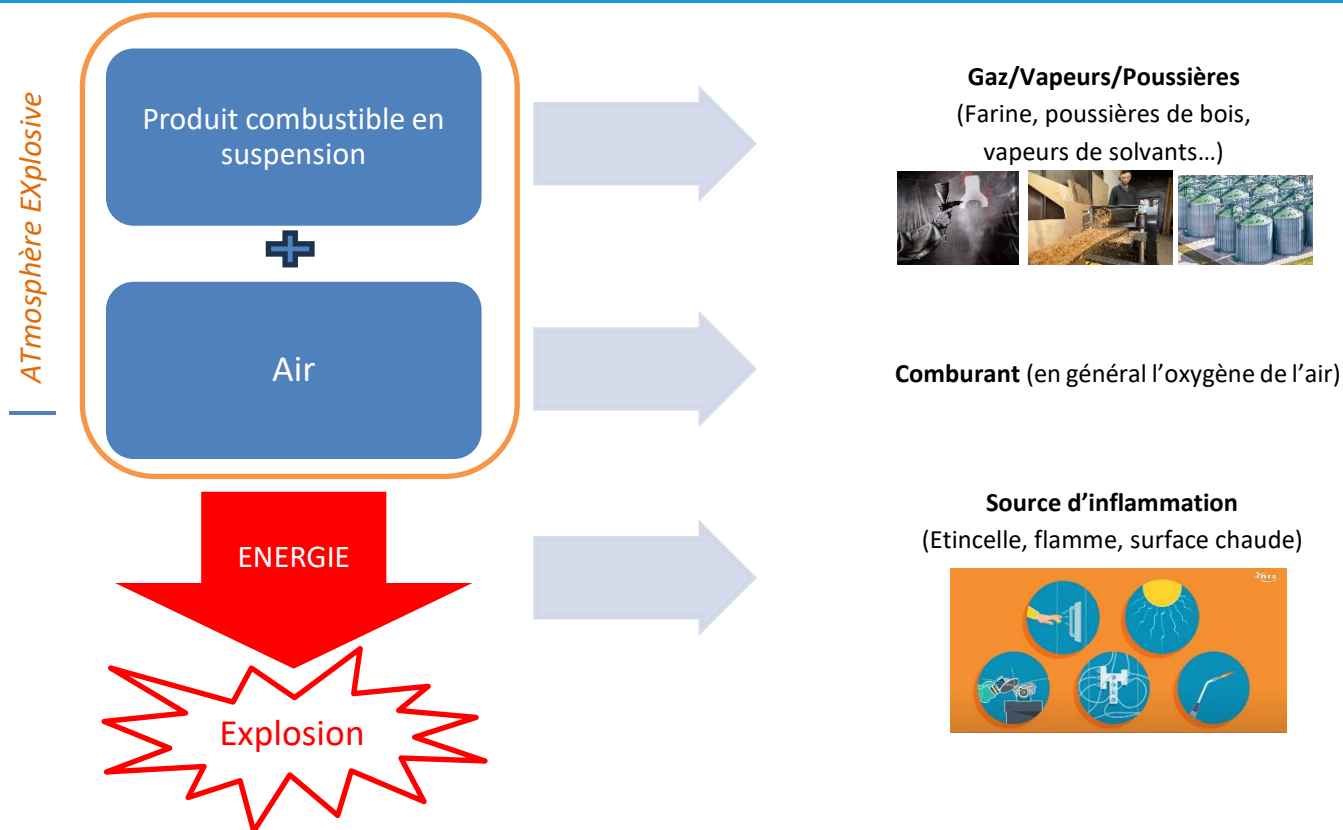 ATmosphère EXplosive
Produit combustible en
suspension
Air
ENERGIE
Explosion
Gaz/Vapeurs/Poussières
(Farine, poussières de bois,
vapeurs de solvants...)
Comburant (en général l’oxygène de l’air)
Source d’inflammation
(Etincelle, flamme, surface chaude)
inrs